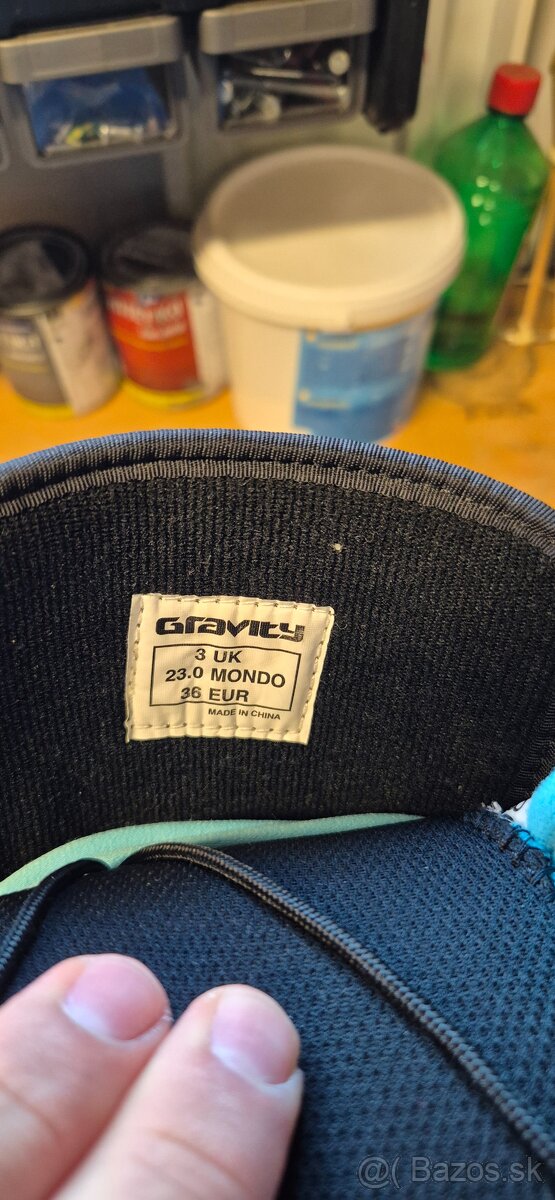 Gravity
3 UK
23.0 MONDO
36 EUR
MADE IN CHINA
@( Bazos.sk